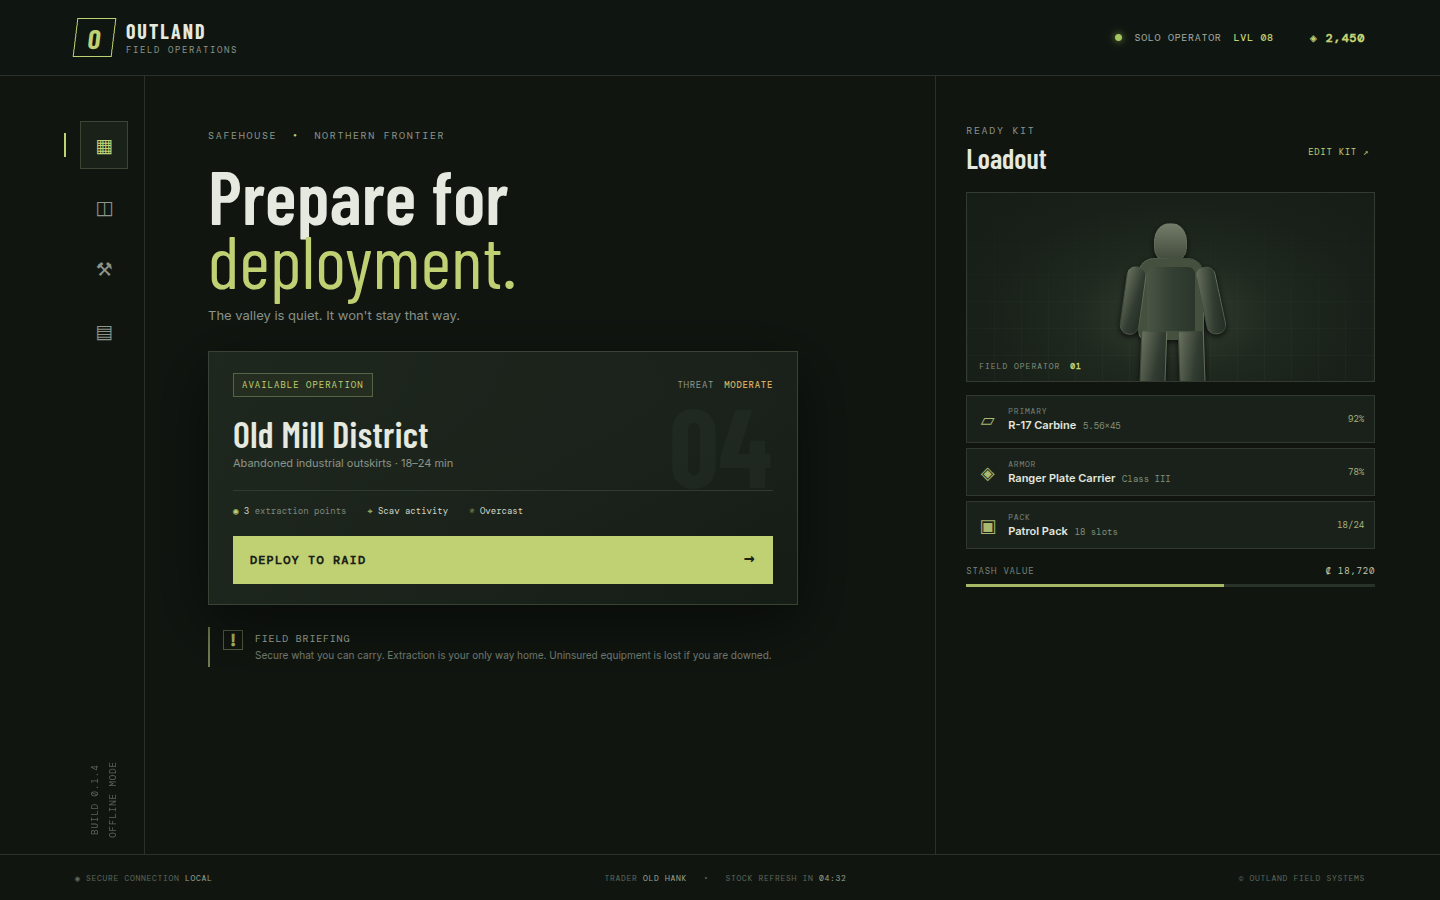 O
OUTLAND
FIELD OPERATIONS
SOLO OPERATOR LVL 08
◈ 2,450
SAFEHOUSE • NORTHERN FRONTIER
Prepare for
deployment.
The valley is quiet. It won't stay that way.
AVAILABLE OPERATION
THREAT MODERATE
04
Old Mill District
Abandoned industrial outskirts · 18–24 min
◉ 3 extraction points ⌖ Scav activity ☼ Overcast
DEPLOY TO RAID →
!
FIELD BRIEFING
Secure what you can carry. Extraction is your only way home. Uninsured equipment is lost if you are downed.
READY KIT
Loadout
EDIT KIT ↗
FIELD OPERATOR 01
PRIMARY
R-17 Carbine 5.56×45
92%
ARMOR
Ranger Plate Carrier Class III
78%
PACK
Patrol Pack 18 slots
18/24
STASH VALUE
₡ 18,720
BUILD 0.1.4
OFFLINE MODE
◉ SECURE CONNECTION LOCAL
TRADER OLD HANK • STOCK REFRESH IN 04:32
© OUTLAND FIELD SYSTEMS